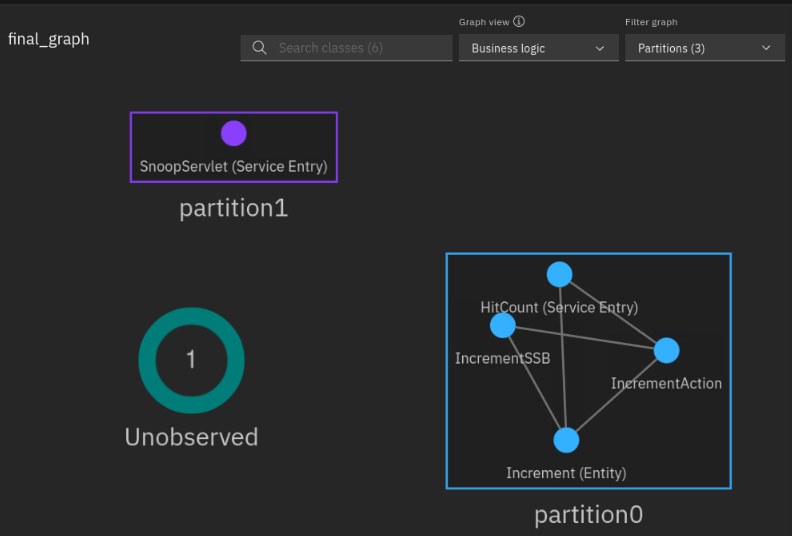 final_graph
Graph view
Filter graph
Search classes (6)
Business logic
Partitions (3)
SnoopServlet (Service Entry)
partition1
HitCount (Service Entry)
IncrementSSB
IncrementAction
Increment (Entity)
partition0
1
Unobserved